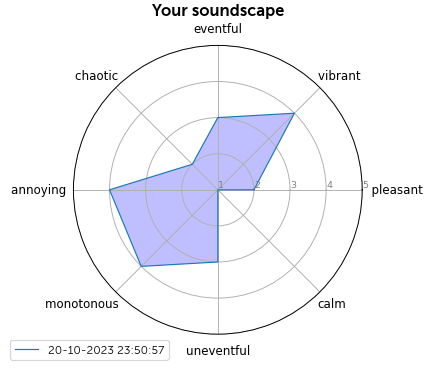 Your soundscape
eventful
chaotic
vibrant
annoying
1 2 3 4 5
pleasant
monotonous
calm
uneventful
20-10-2023 23:50:57